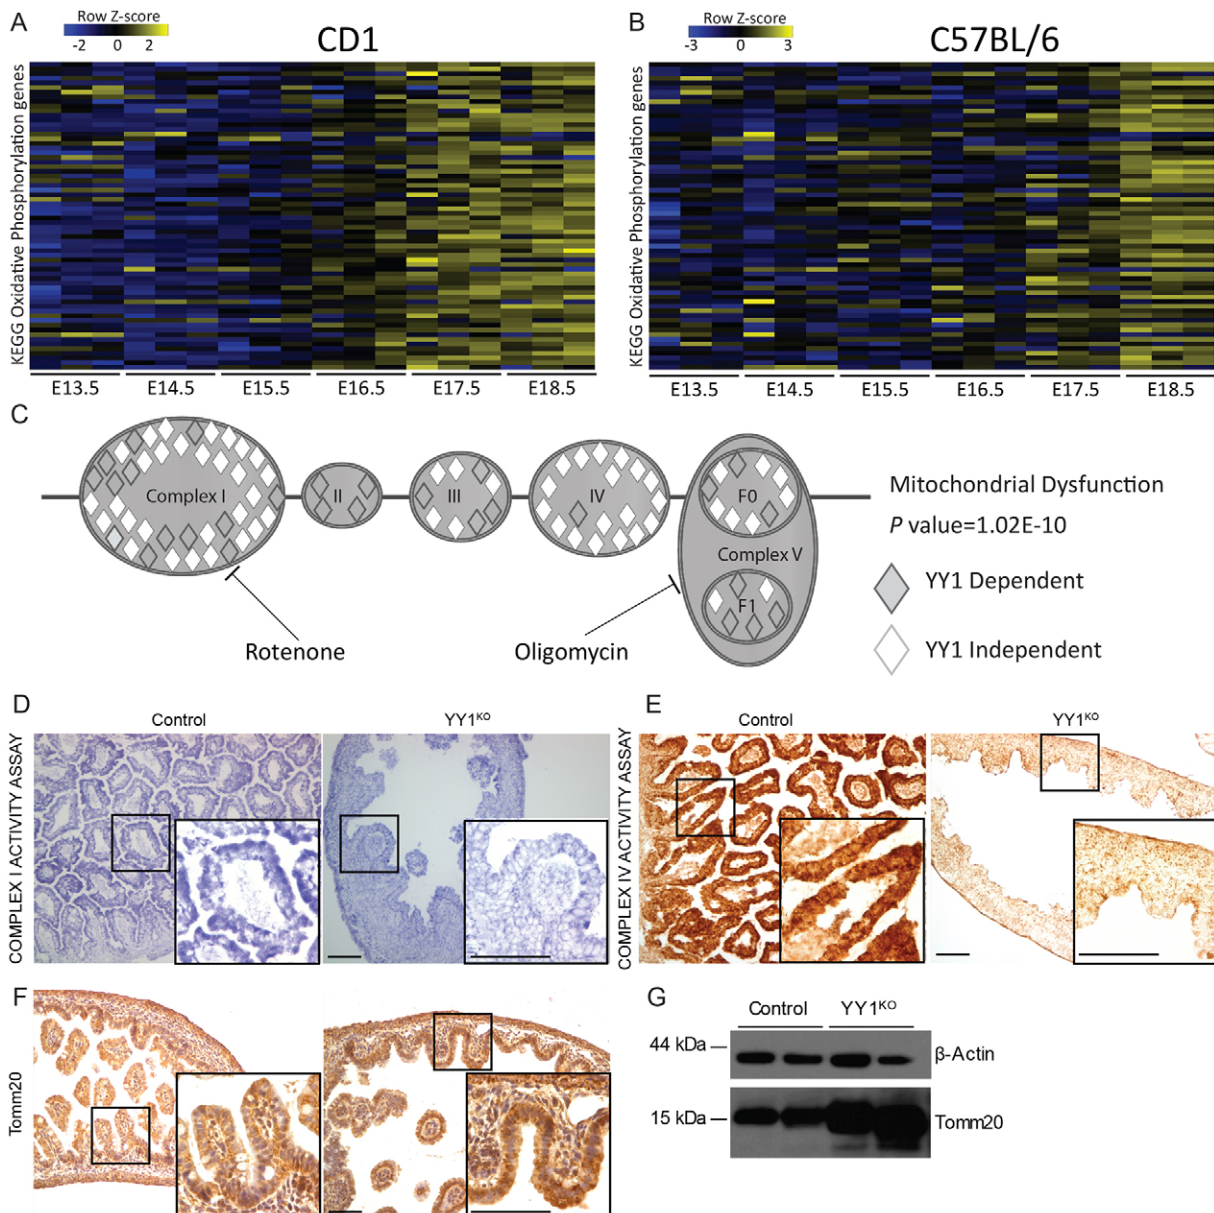 A
Row Z-score
-2 0 2
CD1
KEGG Oxidative Phosphorylation genes
E13.5 E14.5 E15.5 E16.5 E17.5 E18.5
B
Row Z-score
-3 0 3
C57BL/6
KEGG Oxidative Phosphorylation genes
E13.5 E14.5 E15.5 E16.5 E17.5 E18.5
C
Complex I
II
III
IV
F0
Complex V
F1
Rotenone
Oligomycin
Mitochondrial Dysfunction
P value=1.02E-10
YY1 Dependent
YY1 Independent
D
Control
YY1KO
COMPLEX I ACTIVITY ASSAY
E
Control
YY1KO
COMPLEX IV ACTIVITY ASSAY
F
Tomm20
G
Control YY1KO
44 kDa
β-Actin
15 kDa
Tomm20